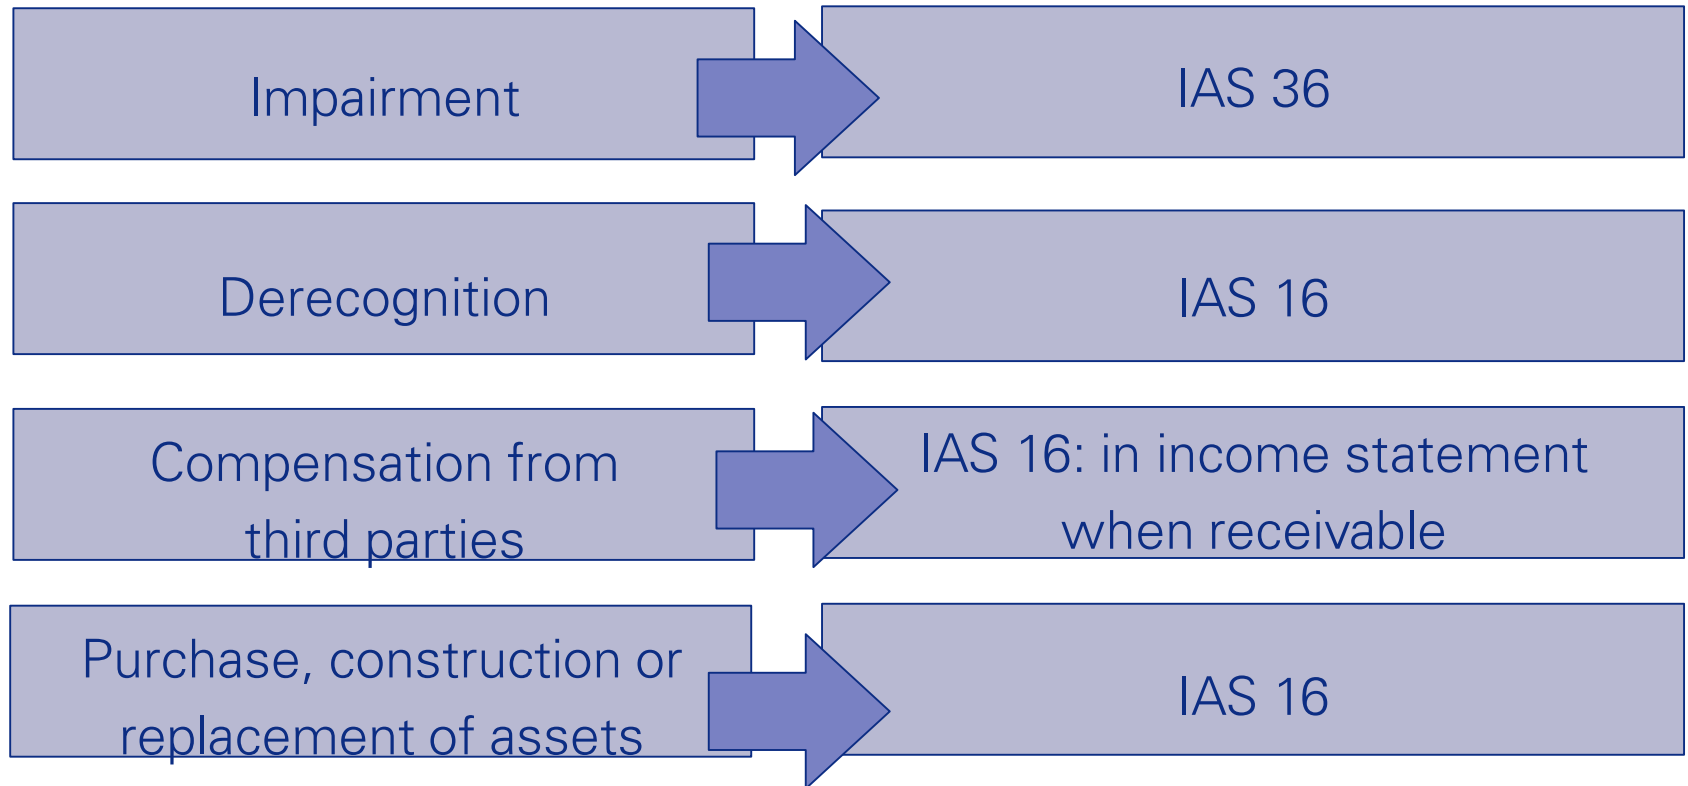 Impairment
IAS 36
Derecognition
IAS 16
Compensation from
third parties
IAS 16: in income statement
when receivable
Purchase, construction or
replacement of assets
IAS 16